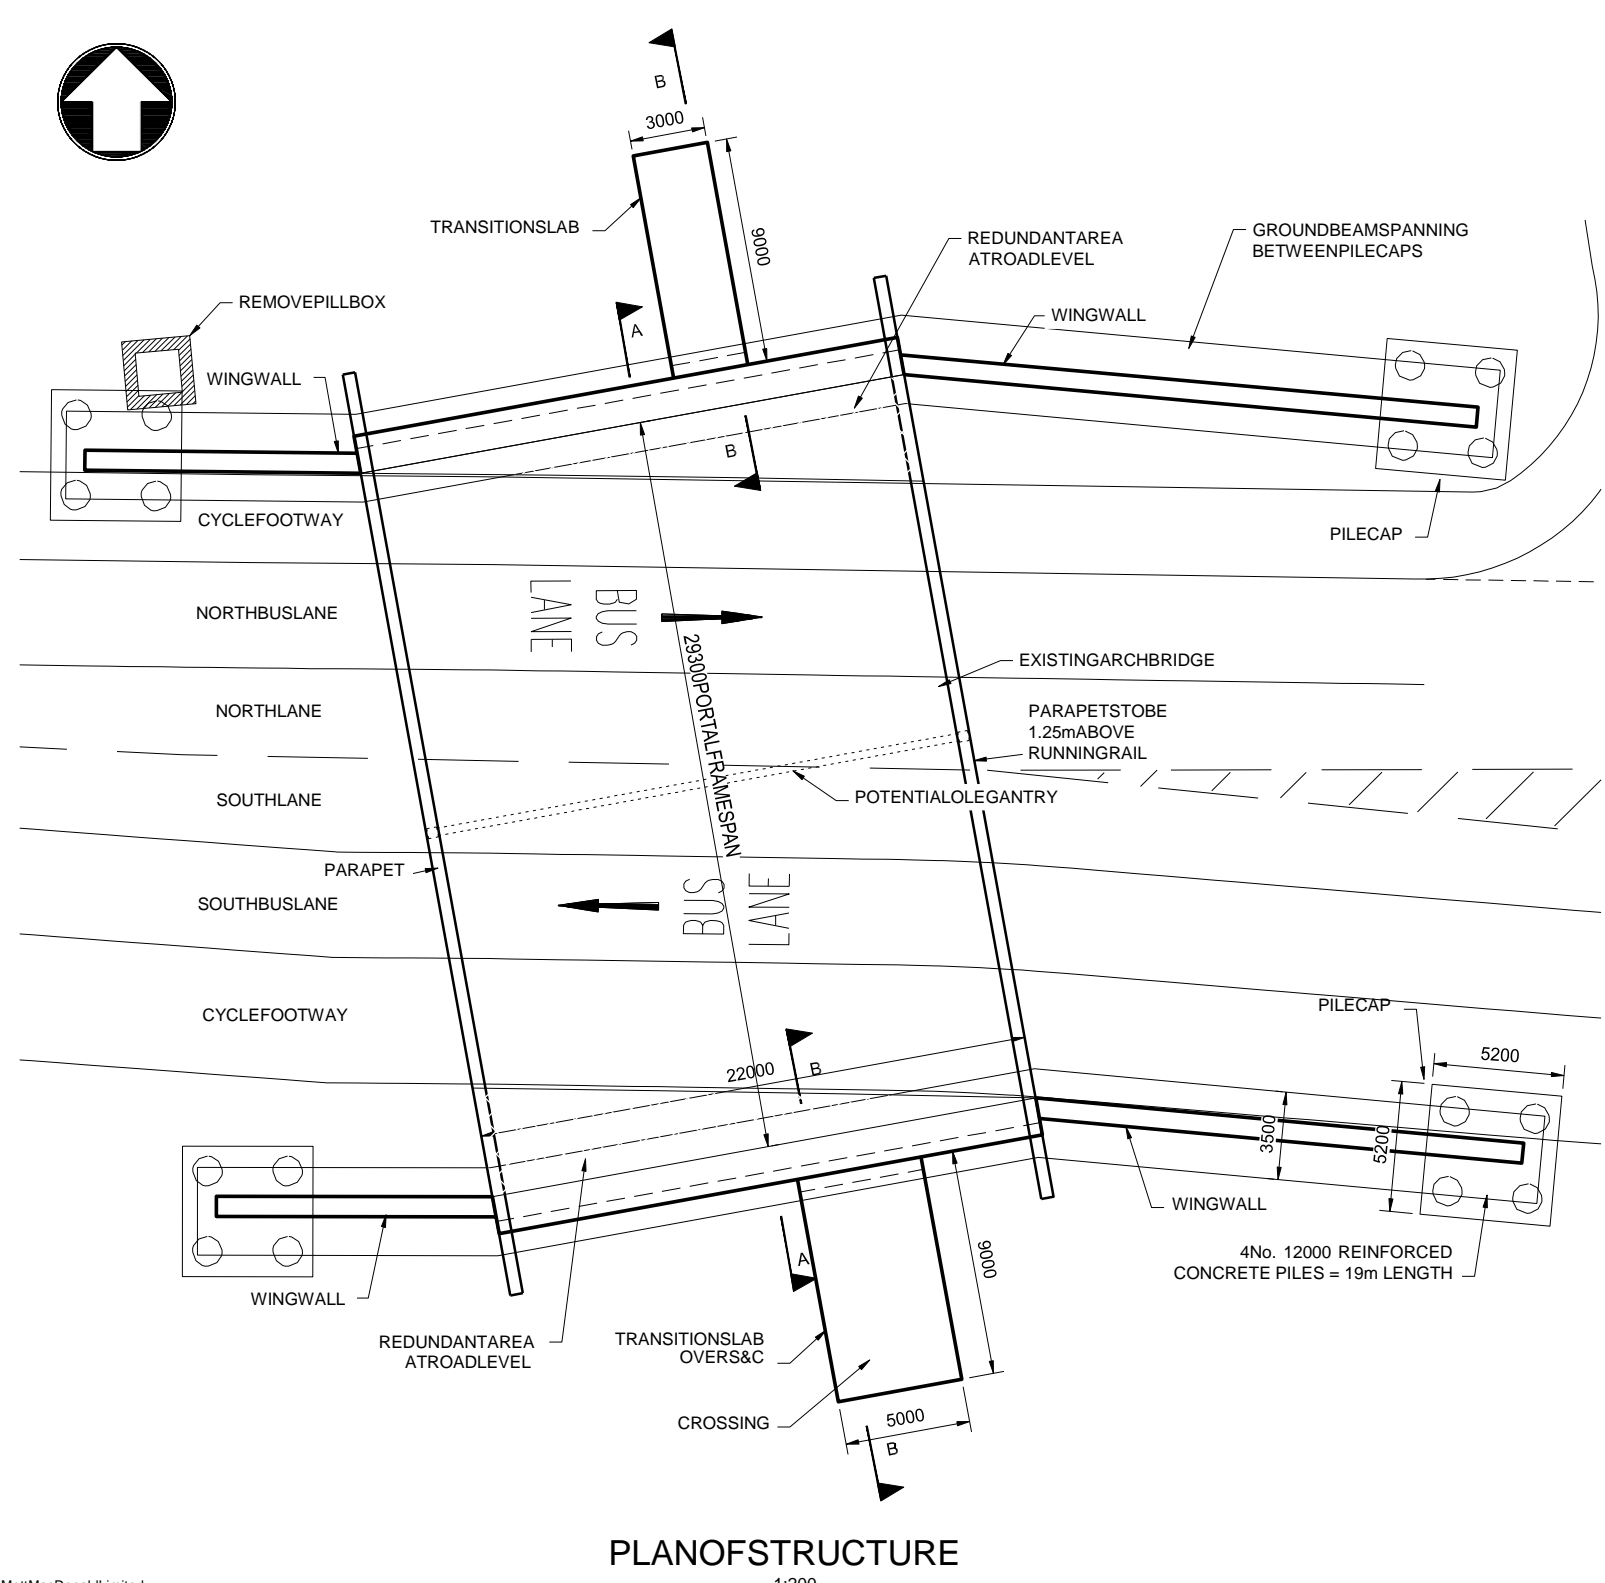 B
3000
TRANSITIONSLAB
9000
REDUNDANTAREA
ATROADLEVEL
GROUNDBEAMSPANNING
BETWEENPILECAPS
REMOVEPILLBOX
WINGWALL
A
WINGWALL
B
CYCLEFOOTWAY
PILECAP
BUS
LANE
NORTHBUSLANE
29300PORTALFRAMESPAN
EXISTINGARCHBRIDGE
NORTHLANE
PARAPETSTOBE
1.25mABOVE
RUNNINGRAIL
SOUTHLANE
POTENTIALOLEGANTRY
PARAPET
SOUTHBUSLANE
BUS
LANE
CYCLEFOOTWAY
PILECAP
22000
B
5200
3500
5200
WINGWALL
A
9000
4No. 12000 REINFORCED
CONCRETE PILES = 19m LENGTH
WINGWALL
REDUNDANTAREA
ATROADLEVEL
TRANSITIONSLAB
OVERS&C
CROSSING
5000
B
PLANOFSTRUCTURE